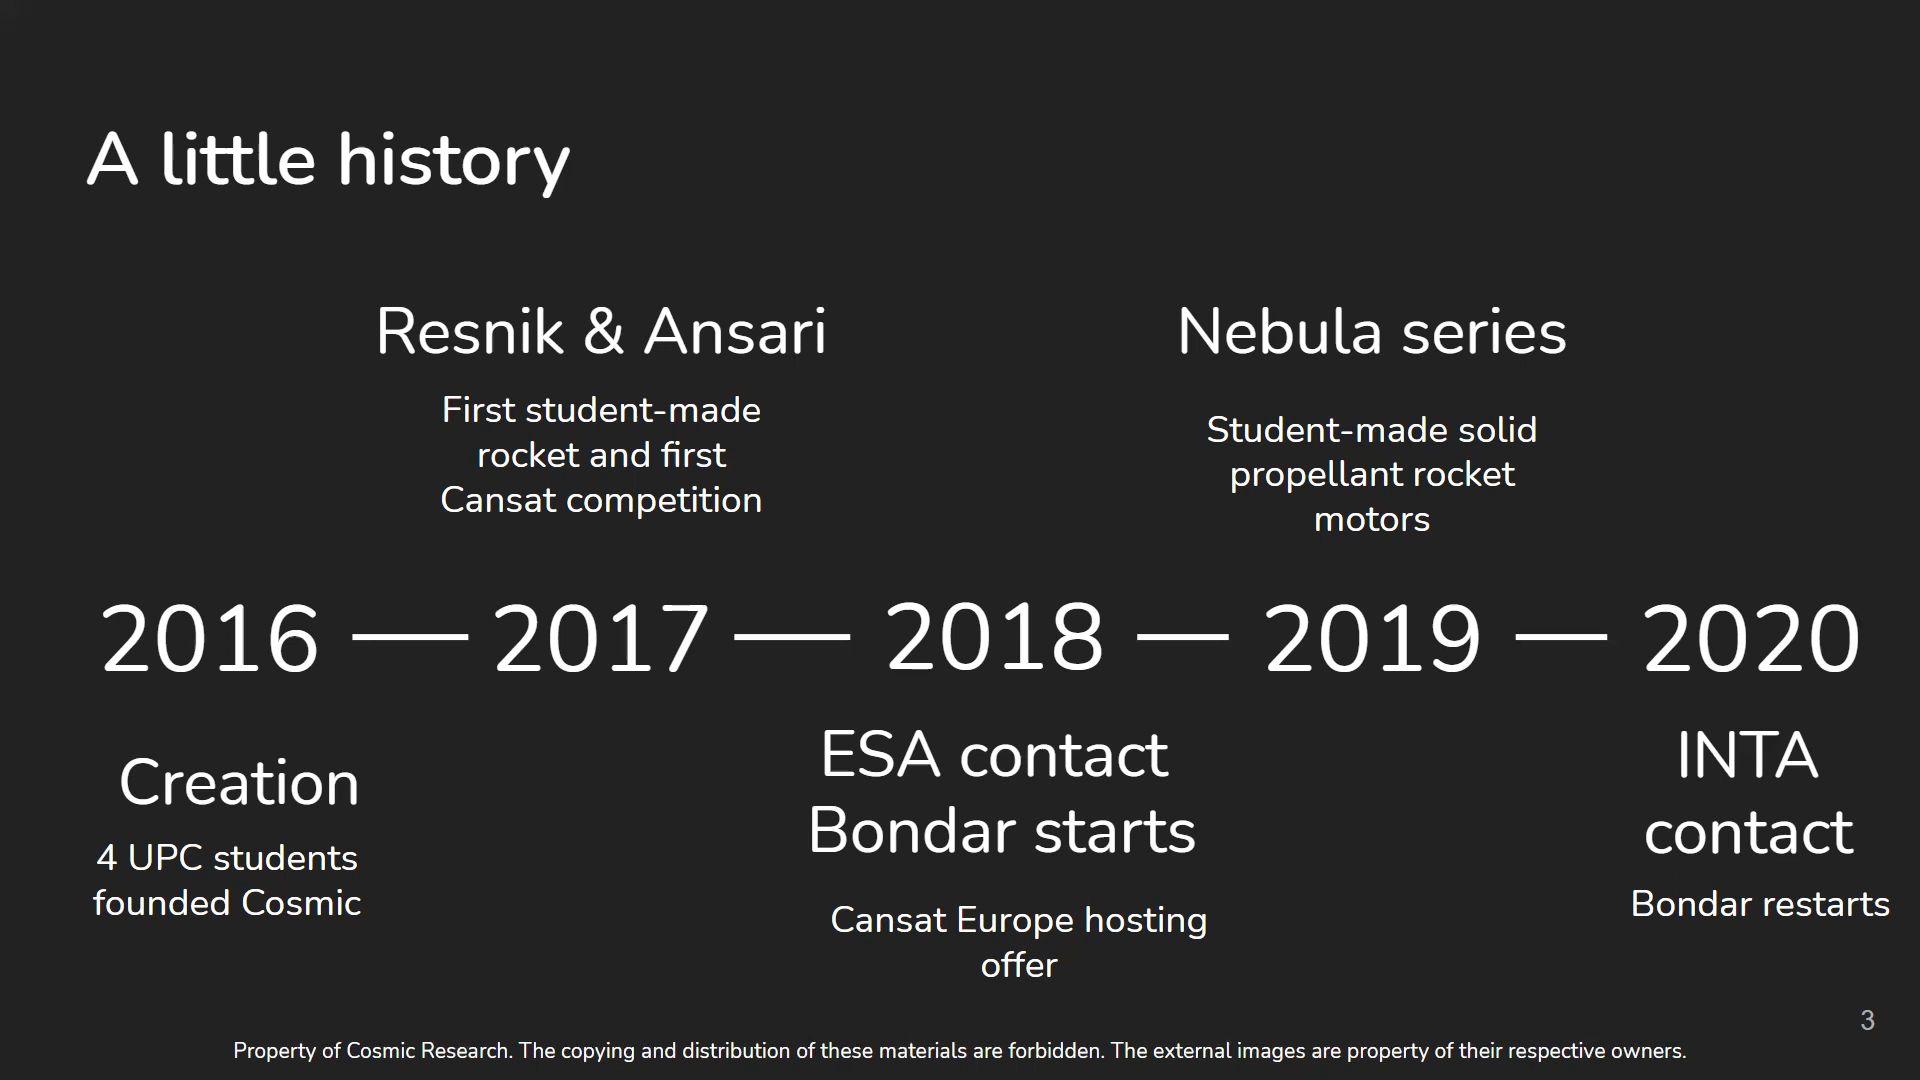 A little history
Resnik & Ansari
First student-made
rocket and first
Cansat competition
Nebula series
Student-made solid
propellant rocket
motors
2016 — 2017 — 2018 — 2019 — 2020
Creation
4 UPC students
founded Cosmic
ESA contact
Bondar starts
Cansat Europe hosting
offer
INTA
contact
Bondar restarts
3
Property of Cosmic Research. The copying and distribution of these materials are forbidden. The external images are property of their respective owners.